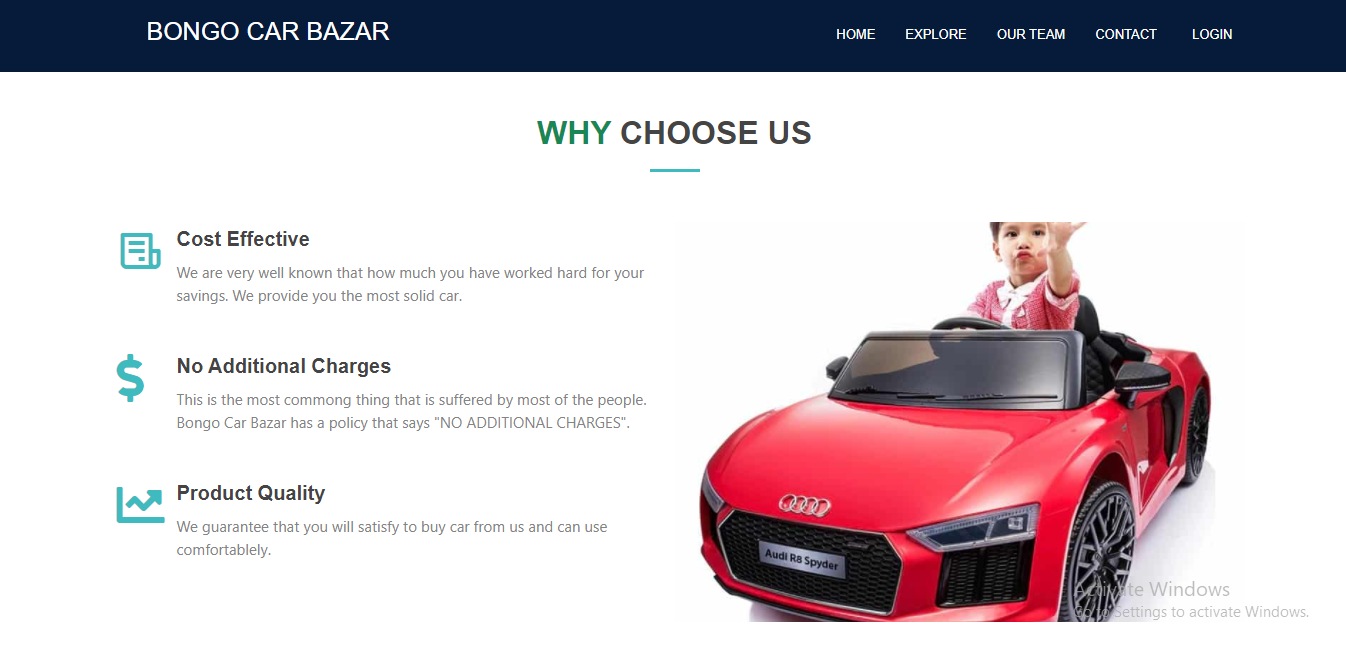 BONGO CAR BAZAR
HOME EXPLORE OUR TEAM CONTACT LOGIN
WHY CHOOSE US
Cost Effective
We are very well known that how much you have worked hard for your
savings. We provide you the most solid car.
No Additional Charges
This is the most commong thing that is suffered by most of the people.
Bongo Car Bazar has a policy that says "NO ADDITIONAL CHARGES".
Product Quality
We guarantee that you will satisfy to buy car from us and can use
comfortablely.
Audi R8 Spyder
Activate Windows
Go to Settings to activate Windows.